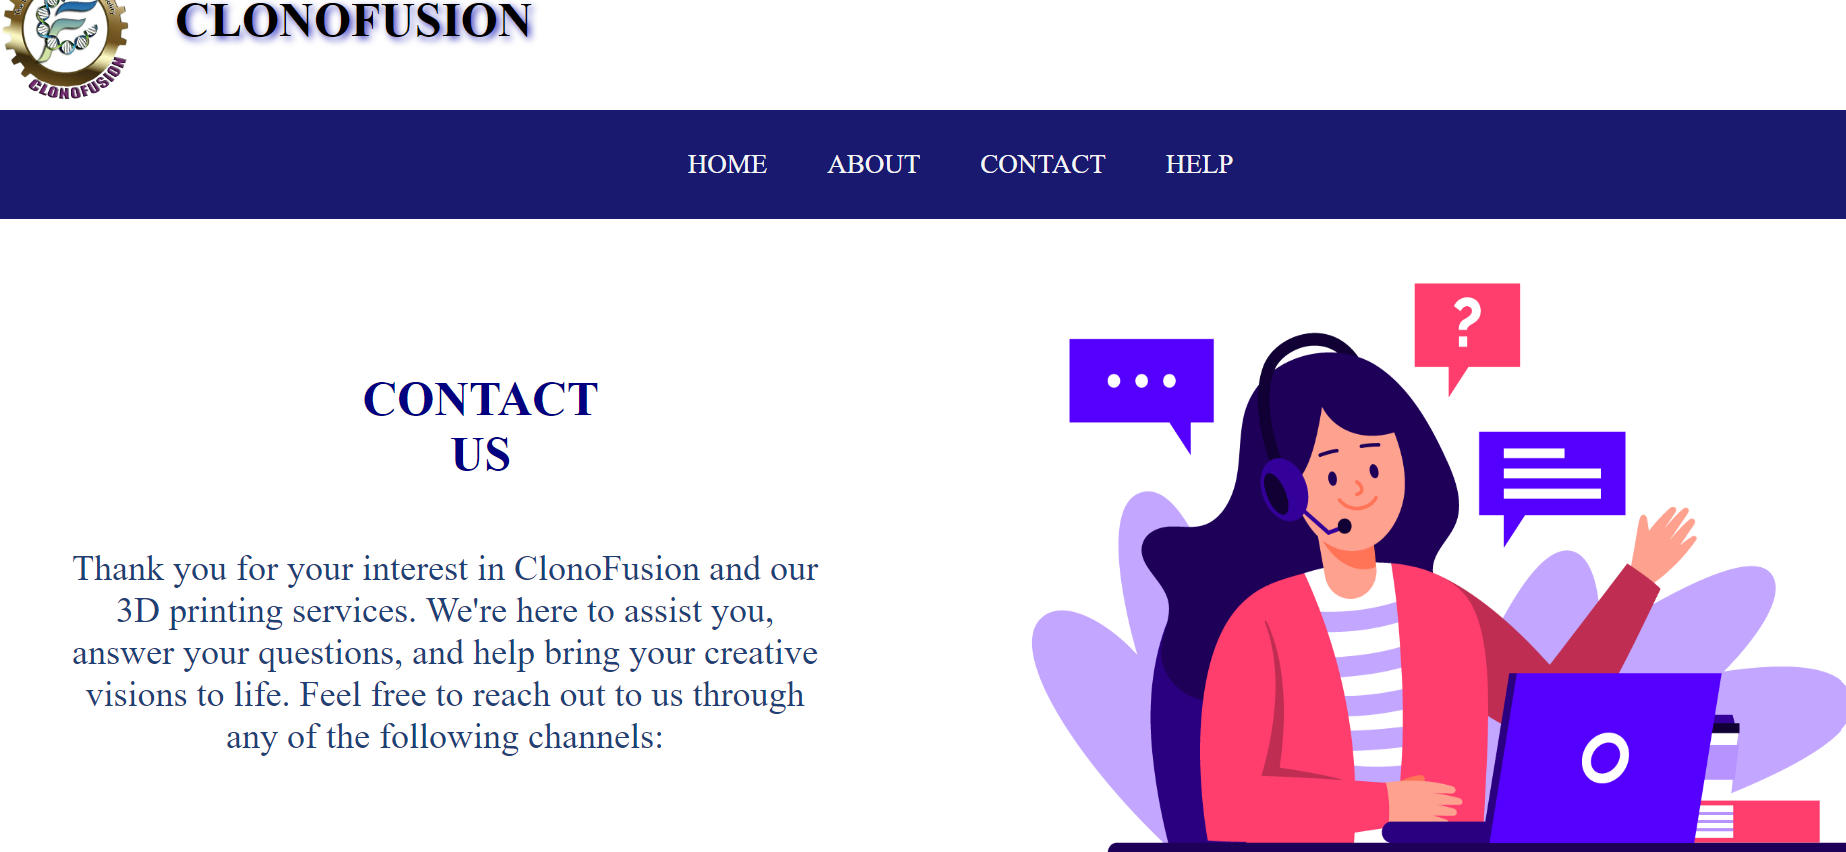 CLONOFUSION
CLONOFUSION
HOME ABOUT CONTACT HELP
?
CONTACT
US
Thank you for your interest in ClonoFusion and our
3D printing services. We're here to assist you,
answer your questions, and help bring your creative
visions to life. Feel free to reach out to us through
any of the following channels: